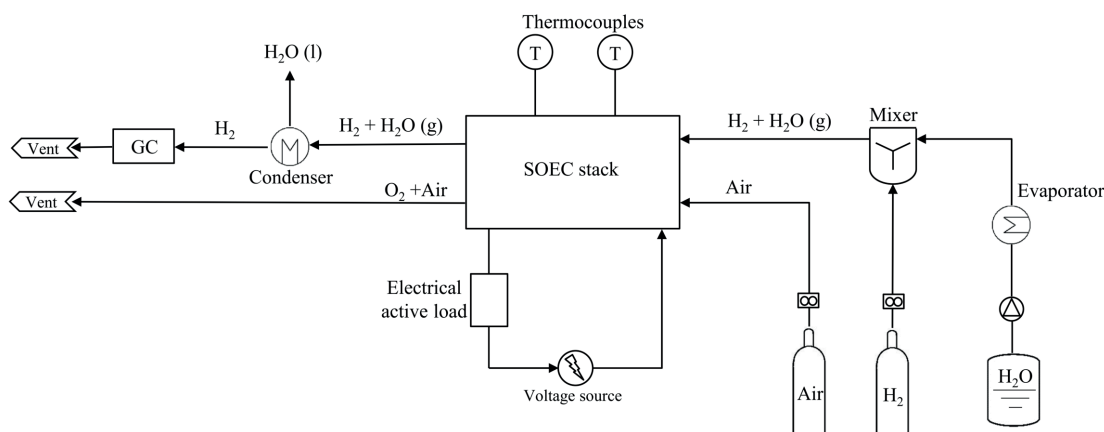 Thermocouples
T
T
H₂O (l)
H₂
H₂ + H₂O (g)
H₂ + H₂O (g)
Mixer
Vent
GC
Condenser
SOEC stack
Evaporator
Vent
O₂ +Air
Air
Electrical
active load
Voltage source
Air
H₂
H₂O